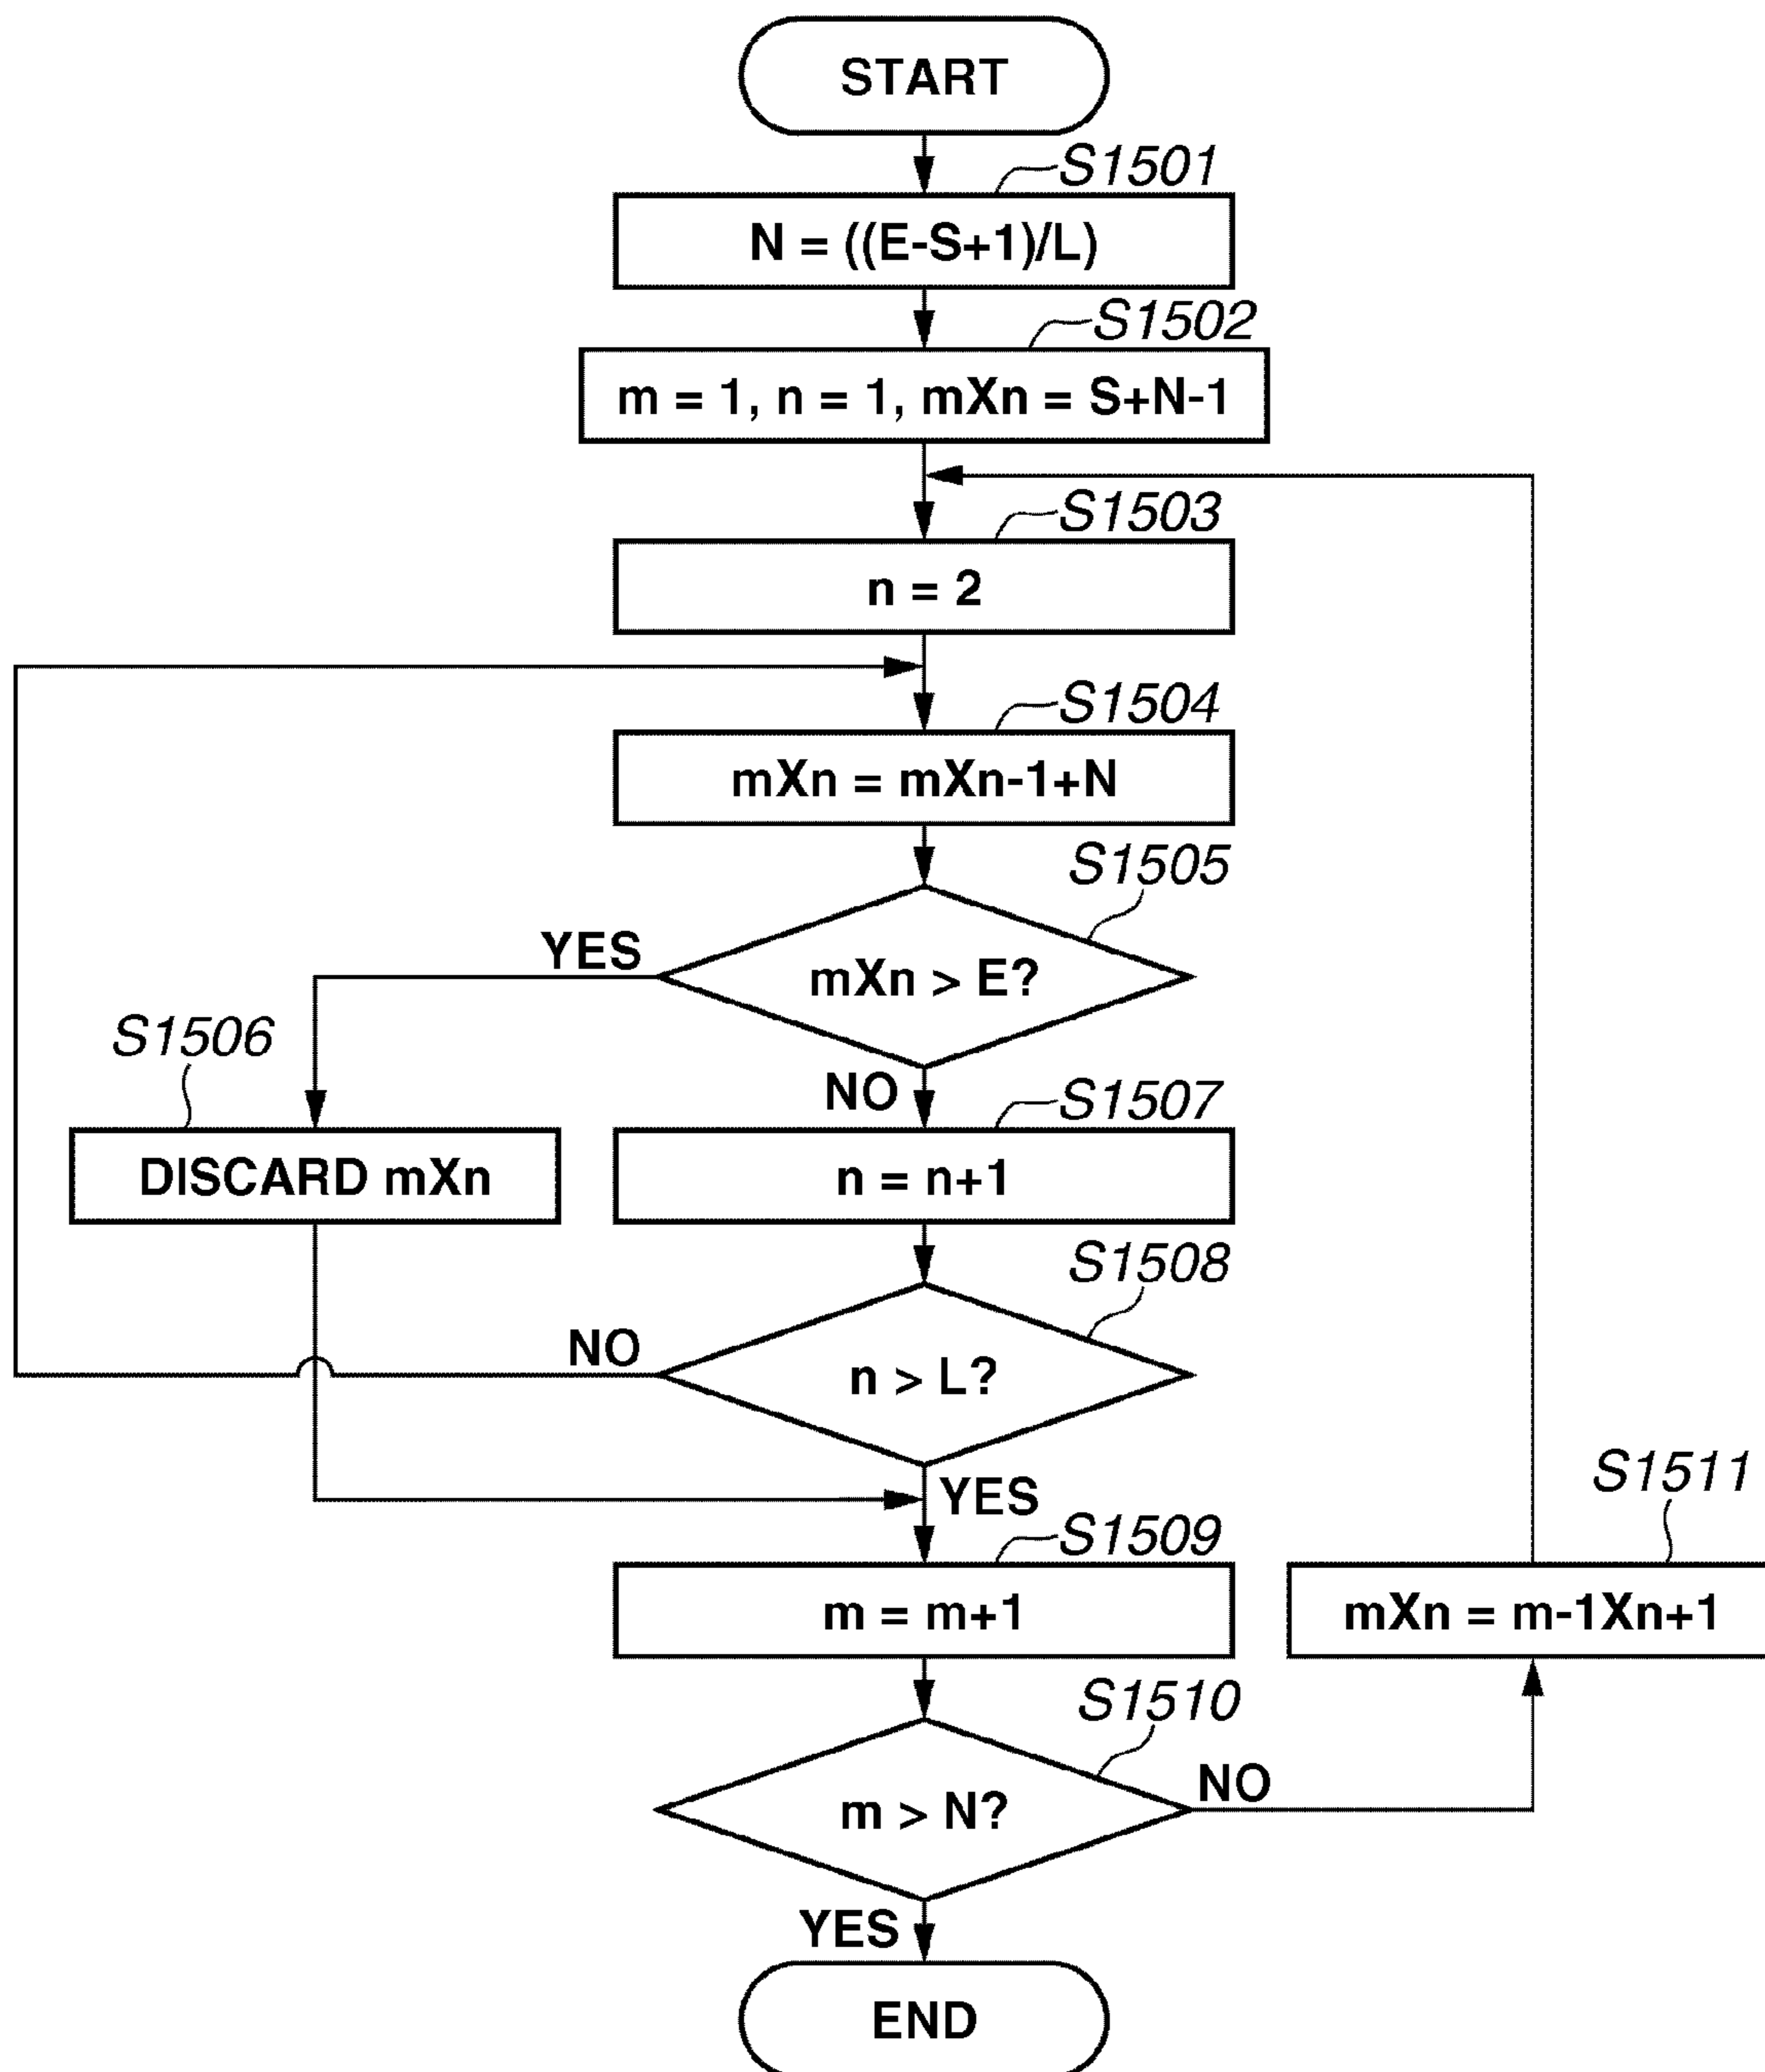 START
S1501
N = ((E-S+1)/L)
S1502
m = 1, n = 1, mXn = S+N-1
S1503
n = 2
S1504
mXn = mXn-1+N
S1505
YES
mXn > E?
S1506
NO
S1507
DISCARD mXn
n = n+1
S1508
NO
n > L?
YES
S1511
S1509
m = m+1
mXn = m-1Xn+1
S1510
m > N?
NO
YES
END